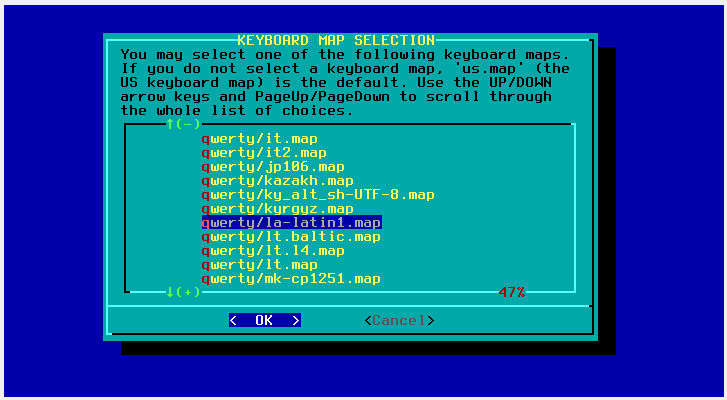 KEYBOARD MAP SELECTION
You may select one of the following keyboard maps.
If you do not select a keyboard map, 'us.map' (the
US keyboard map) is the default. Use the UP/DOWN
arrow keys and PageUp/PageDown to scroll through
the whole list of choices.
↑(-)
qwerty/it.map
qwerty/it2.map
qwerty/jp106.map
qwerty/kazakh.map
qwerty/ky_alt_sh-UTF-8.map
qwerty/kyrgyz.map
qwerty/la-latin1.map
qwerty/lt.baltic.map
qwerty/lt.l4.map
qwerty/lt.map
qwerty/mk-cp1251.map
↓(+) 47%
< OK > <Cancel>